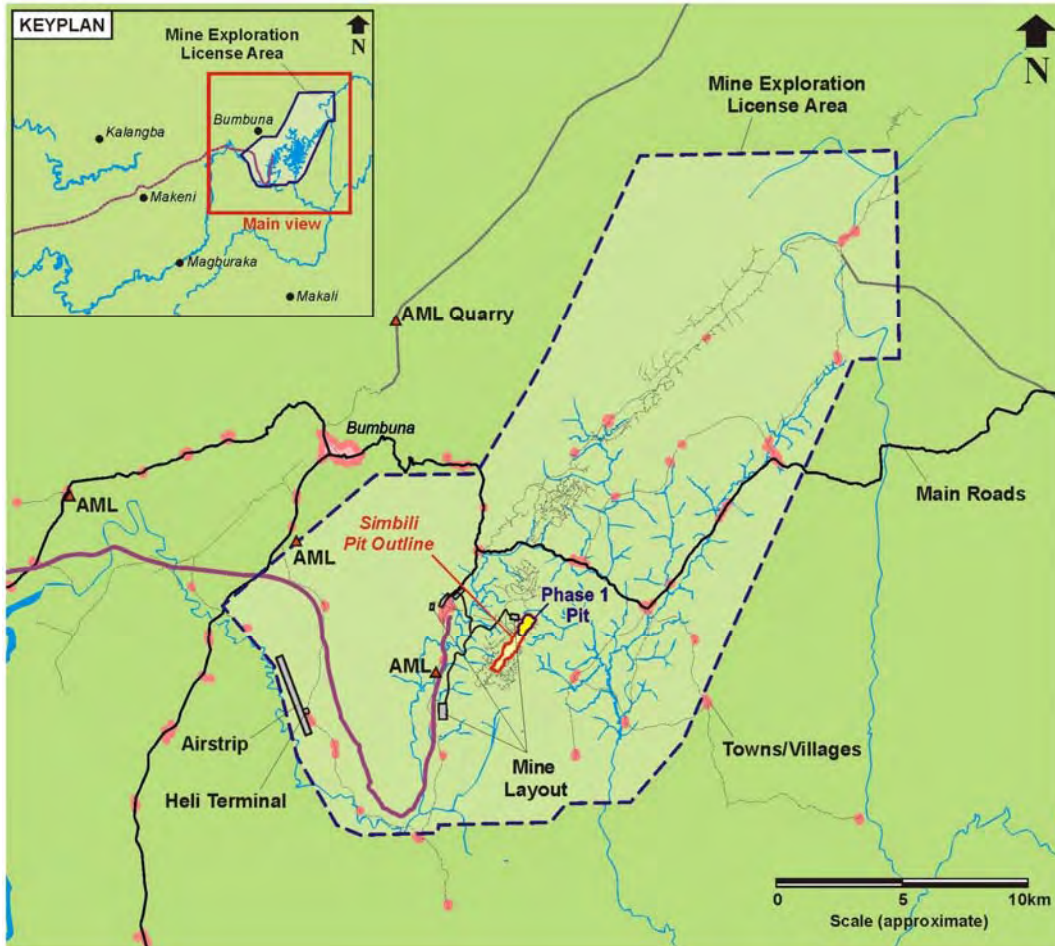 KEYPLAN
Mine Exploration
License Area
N
Bumbuna
Kalangba
Makeni
Main view
Magburaka
Makali
N
Mine Exploration
License Area
AML Quarry
Bumbuna
AML
Main Roads
Simbili
Pit Outline
AML
Phase 1
Pit
AML
Airstrip
Towns/Villages
Mine
Layout
Heli Terminal
0 5 10km
Scale (approximate)